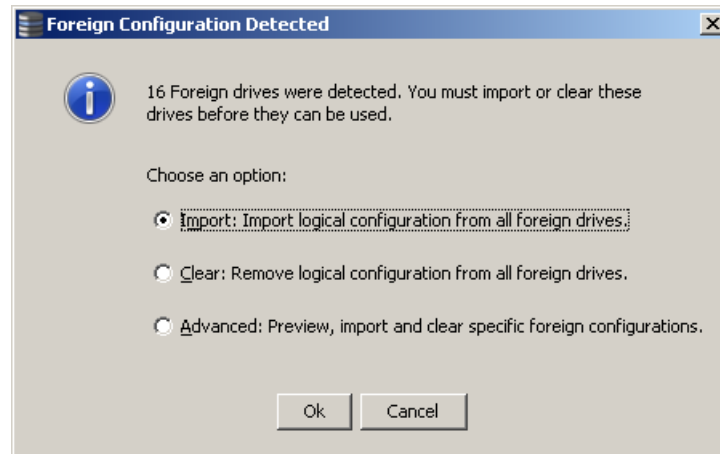 Foreign Configuration Detected
16 Foreign drives were detected. You must import or clear these
drives before they can be used.
Choose an option:
Import: Import logical configuration from all foreign drives.
Clear: Remove logical configuration from all foreign drives.
Advanced: Preview, import and clear specific foreign configurations.
Ok Cancel